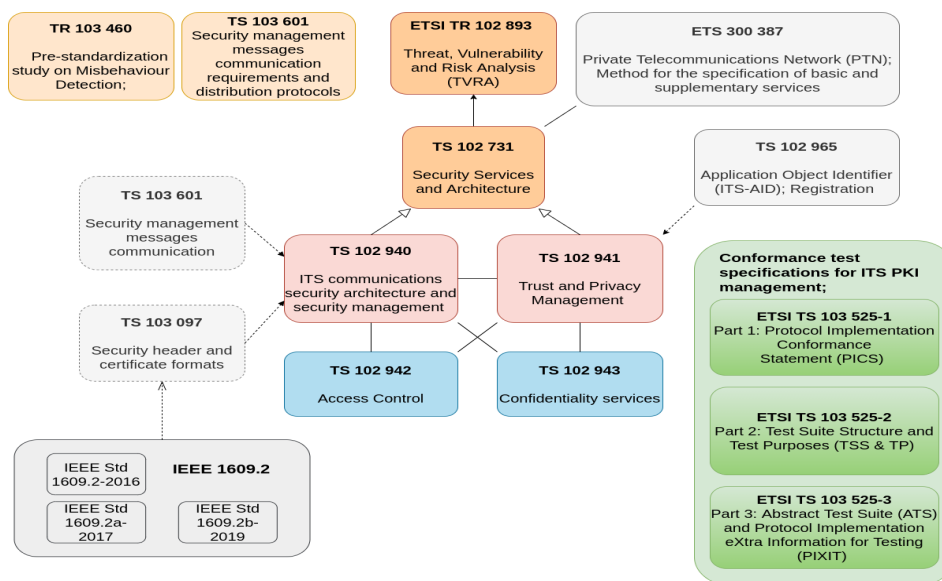 TR 103 460
Pre-standardization
study on Misbehaviour
Detection;
TS 103 601
Security management
messages
communication
requirements and
distribution protocols
ETSI TR 102 893
Threat, Vulnerability
and Risk Analysis
(TVRA)
ETS 300 387
Private Telecommunications Network (PTN);
Method for the specification of basic and
supplementary services
TS 102 731
Security Services
and Architecture
TS 102 965
Application Object Identifier
(ITS-AID); Registration
TS 103 601
Security management
messages
communication
TS 102 940
ITS communications
security architecture and
security management
TS 102 941
Trust and Privacy
Management
TS 103 097
Security header and
certificate formats
TS 102 942
Access Control
TS 102 943
Confidentiality services
IEEE 1609.2
IEEE Std
1609.2-2016
IEEE Std
1609.2a-
2017
IEEE Std
1609.2b-
2019
Conformance test
specifications for ITS PKI
management;
ETSI TS 103 525-1
Part 1: Protocol Implementation
Conformance
Statement (PICS)
ETSI TS 103 525-2
Part 2: Test Suite Structure and
Test Purposes (TSS & TP)
ETSI TS 103 525-3
Part 3: Abstract Test Suite (ATS)
and Protocol Implementation
eXtra Information for Testing
(PIXIT)